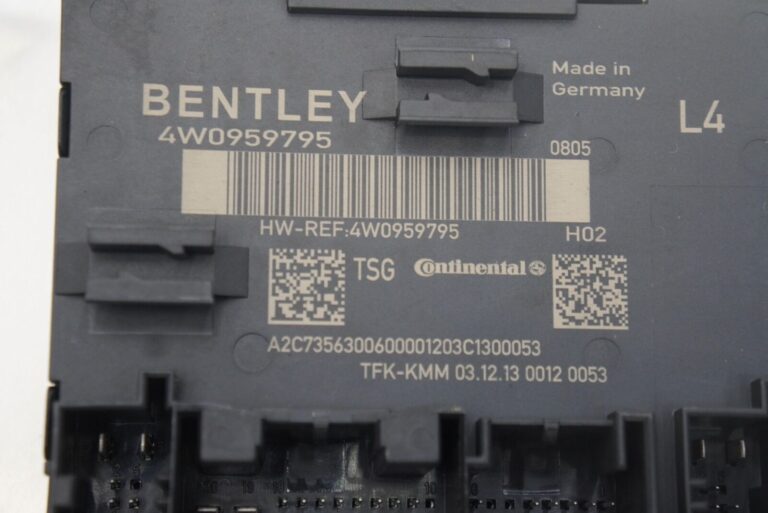 Made in
Germany
BENTLEY
L4
4W0959795
0805
HW-REF:4W0959795
H02
TSG Continental
A2C7356300600001203C1300053
TFK-KMM 03.12.13 0012 0053